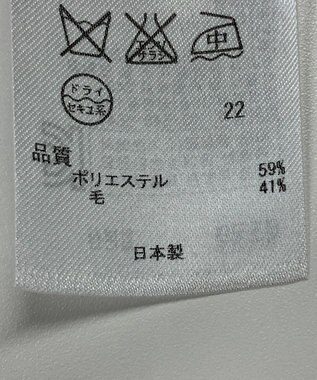 エンソ サラシ 中
ドライ
セキユ系
22
品質
ポリエステル 59%
毛 41%
日本製